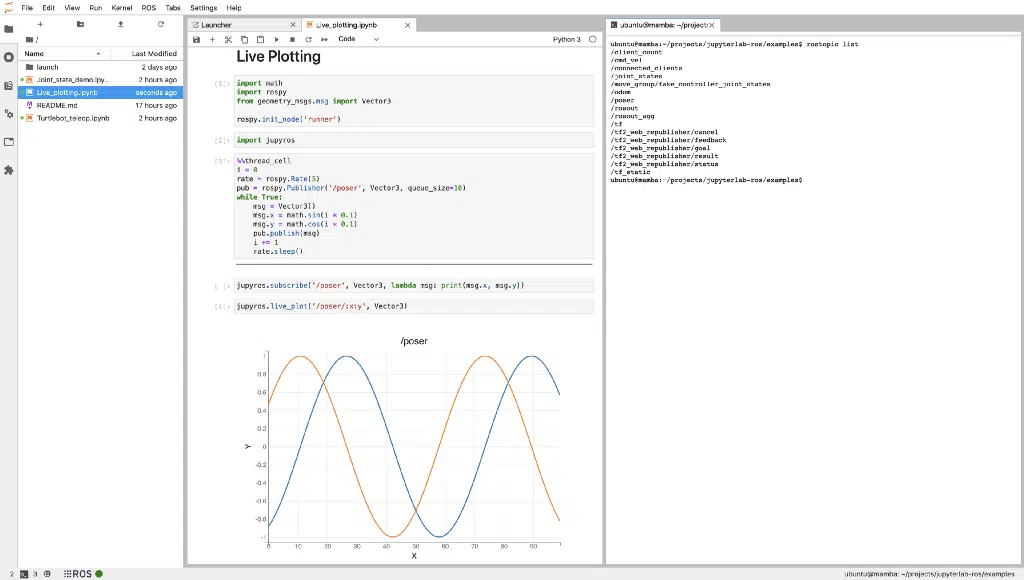 File Edit View Run Kernel ROS Tabs Settings Help
Launcher
Live_plotting.ipynb
ubuntu@mamba: ~/project:
Code
Python 3
/
Name
Last Modified
launch 2 days ago
Joint_state_demo.ipy... 2 hours ago
Live_plotting.ipynb seconds ago
README.md 17 hours ago
Turtlebot_teleop.ipynb 2 hours ago
Live Plotting
[1]: import math
import rospy
from geometry_msgs.msg import Vector3
rospy.init_node('runner')
[2]: import jupyros
[3]: %%thread_cell
i = 0
rate = rospy.Rate(5)
pub = rospy.Publisher('/poser', Vector3, queue_size=10)
while True:
msg = Vector3()
msg.x = math.sin(i * 0.1)
msg.y = math.cos(i * 0.1)
pub.publish(msg)
i += 1
rate.sleep()
[ ]: jupyros.subscribe('/poser', Vector3, lambda msg: print(msg.x, msg.y))
[4]: jupyros.live_plot('/poser/:x:y', Vector3)
/poser
1
0.8
0.6
0.4
0.2
0
-0.2
-0.4
-0.6
-0.8
-1
Y
0 10 20 30 40 50 60 70 80 90
X
ubuntu@mamba:~/projects/jupyterlab-ros/examples$ rostopic list
/client_count
/cmd_vel
/connected_clients
/joint_states
/move_group/fake_controller_joint_states
/odom
/poser
/rosout
/rosout_agg
/tf
/tf2_web_republisher/cancel
/tf2_web_republisher/feedback
/tf2_web_republisher/goal
/tf2_web_republisher/result
/tf2_web_republisher/status
/tf_static
ubuntu@mamba:~/projects/jupyterlab-ros/examples$
2 3 ROS
ubuntu@mamba: ~/projects/jupyterlab-ros/examples